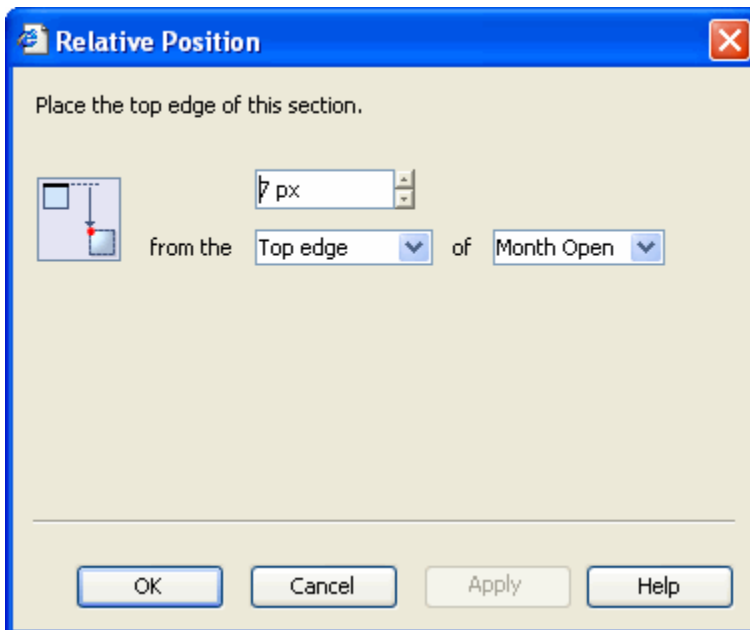 Relative Position
Place the top edge of this section.
7 px
from the Top edge of Month Open
OK Cancel Apply Help